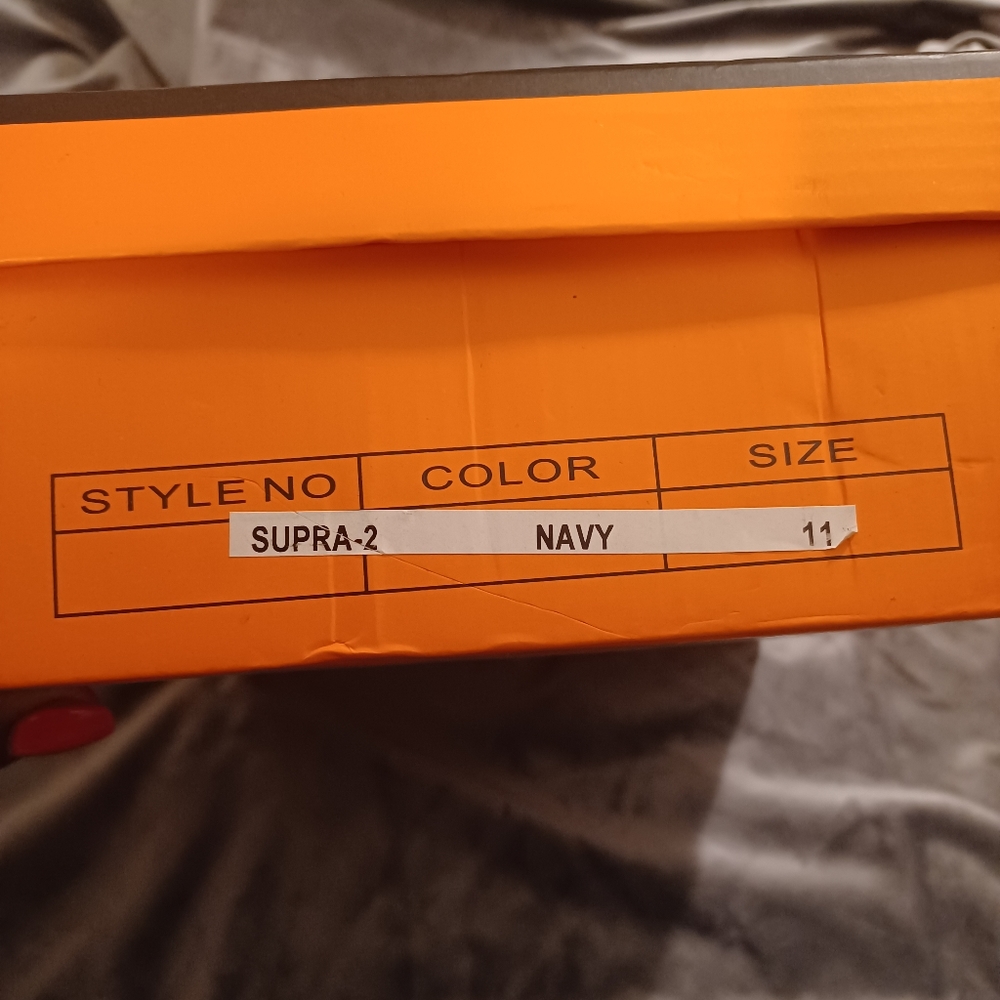 STYLE NO COLOR SIZE
SUPRA-2 NAVY 11